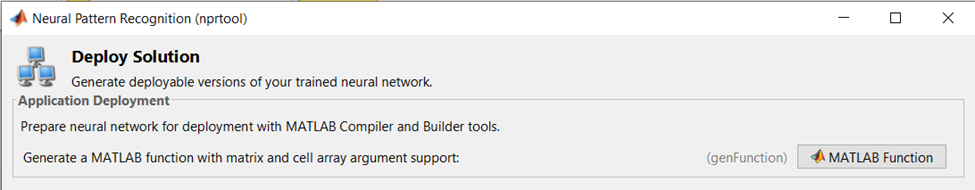 Neural Pattern Recognition (nprtool)
Deploy Solution
Generate deployable versions of your trained neural network.
Application Deployment
Prepare neural network for deployment with MATLAB Compiler and Builder tools.
Generate a MATLAB function with matrix and cell array argument support: (genFunction) MATLAB Function